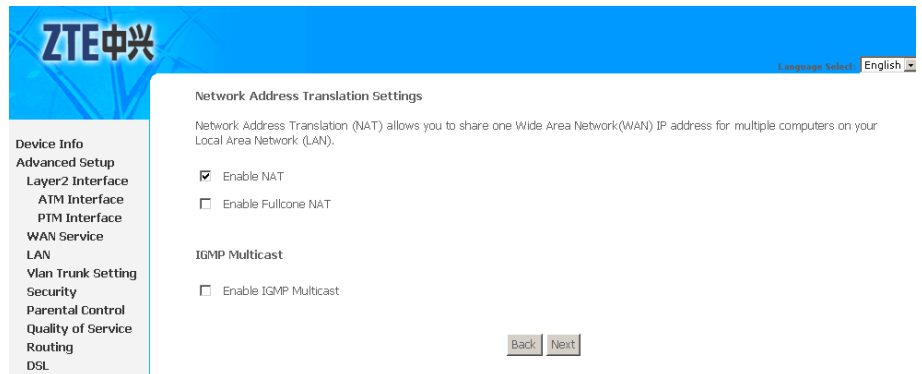 ZTE中兴
Language Select: English
Network Address Translation Settings
Network Address Translation (NAT) allows you to share one Wide Area Network(WAN) IP address for multiple computers on your
Local Area Network (LAN).
Enable NAT
Enable Fullcone NAT
IGMP Multicast
Enable IGMP Multicast
Back Next
Device Info
Advanced Setup
Layer2 Interface
ATM Interface
PTM Interface
WAN Service
LAN
Vlan Trunk Setting
Security
Parental Control
Quality of Service
Routing
DSL